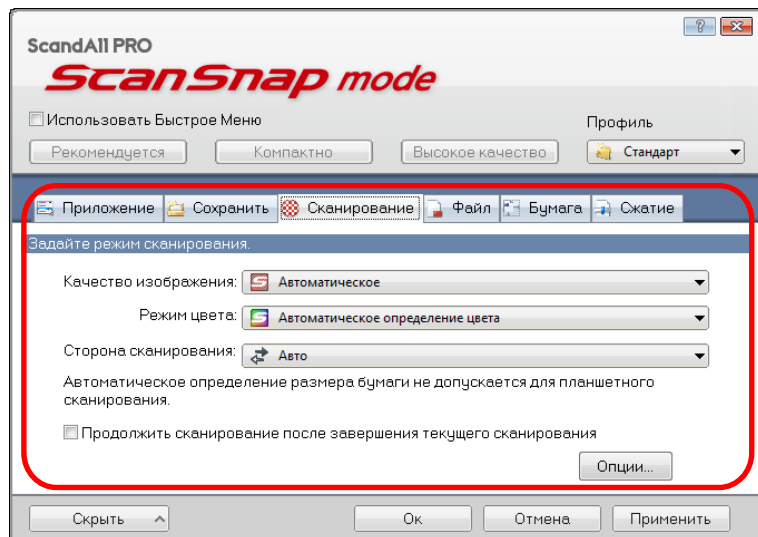 ScandAll PRO
ScanSnap mode
Использовать Быстрое Меню
Профиль
Рекомендуется Компактно Высокое качество Стандарт
Приложение Сохранить Сканирование Файл Бумага Сжатие
Задайте режим сканирования.
Качество изображения: Автоматическое
Режим цвета: Автоматическое определение цвета
Сторона сканирования: Авто
Автоматическое определение размера бумаги не допускается для планшетного
сканирования.
Продолжить сканирование после завершения текущего сканирования
Опции...
Скрыть Ок Отмена Применить